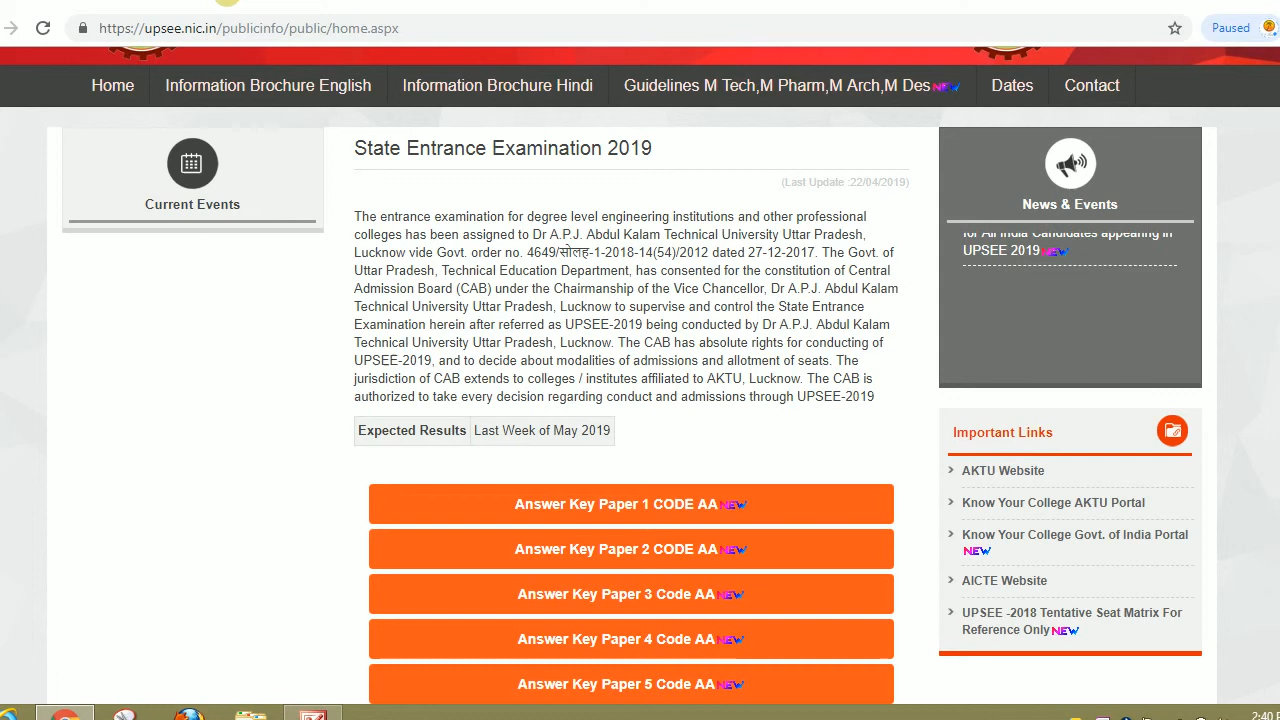 https://upsee.nic.in/publicinfo/public/home.aspx
Paused
Home
Information Brochure English
Information Brochure Hindi
Guidelines M Tech,M Pharm,M Arch,M Des NEW
Dates
Contact
Current Events
State Entrance Examination 2019
(Last Update :22/04/2019)
The entrance examination for degree level engineering institutions and other professional
colleges has been assigned to Dr A.P.J. Abdul Kalam Technical University Uttar Pradesh,
Lucknow vide Govt. order no. 4649/सोलह-1-2018-14(54)/2012 dated 27-12-2017. The Govt. of
Uttar Pradesh, Technical Education Department, has consented for the constitution of Central
Admission Board (CAB) under the Chairmanship of the Vice Chancellor, Dr A.P.J. Abdul Kalam
Technical University Uttar Pradesh, Lucknow to supervise and control the State Entrance
Examination herein after referred as UPSEE-2019 being conducted by Dr A.P.J. Abdul Kalam
Technical University Uttar Pradesh, Lucknow. The CAB has absolute rights for conducting of
UPSEE-2019, and to decide about modalities of admissions and allotment of seats. The
jurisdiction of CAB extends to colleges / institutes affiliated to AKTU, Lucknow. The CAB is
authorized to take every decision regarding conduct and admissions through UPSEE-2019
Expected Results Last Week of May 2019
Answer Key Paper 1 CODE AA NEW
Answer Key Paper 2 CODE AA NEW
Answer Key Paper 3 Code AA NEW
Answer Key Paper 4 Code AA NEW
Answer Key Paper 5 Code AA NEW
News & Events
for All India Candidates appearing in
UPSEE 2019 NEW
Important Links
AKTU Website
Know Your College AKTU Portal
Know Your College Govt. of India Portal
NEW
AICTE Website
UPSEE -2018 Tentative Seat Matrix For
Reference Only NEW
2:40